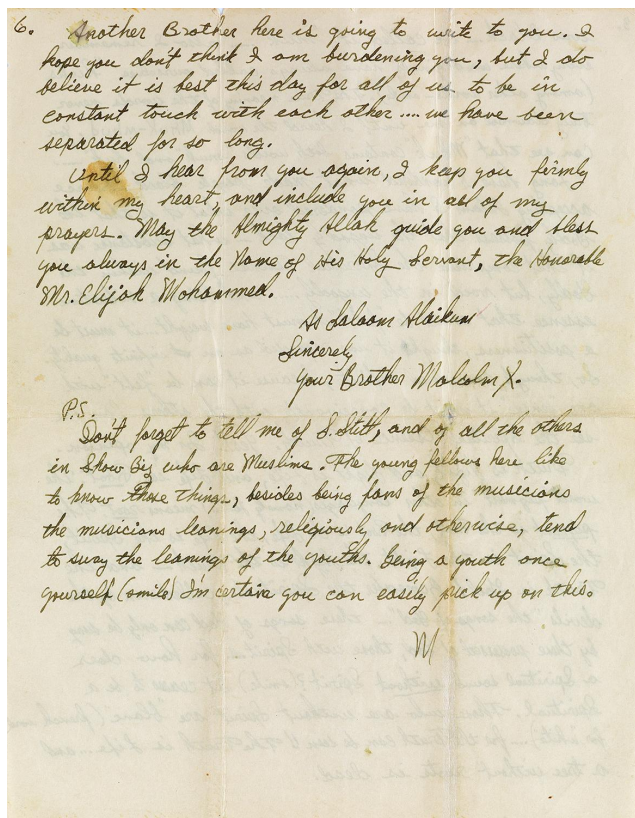 6. Another Brother here is going to write to you. I
hope you don't think I am burdening you, but I do
believe it is best this day for all of us to be in
constant touch with each other .... we have been
separated for so long.
Until I hear from you again, I keep you firmly
within my heart, and include you in all of my
prayers. May the Almighty Allah guide you and bless
you always in the Name of His Holy Servant, the Honorable
Mr. Elijah Mohammed.
As Salaam Alaikum
Sincerely
Your Brother Malcolm X.
P.S.
Don't forget to tell me of S. Stitt, and of all the others
in Show Biz who are Muslims. The young fellows here like
to know those things, besides being fans of the musicians
the musicians leanings, religiously and otherwise, tend
to sway the leanings of the youths. Being a youth once
yourself (smile) I'm certain you can easily pick up on this.
M